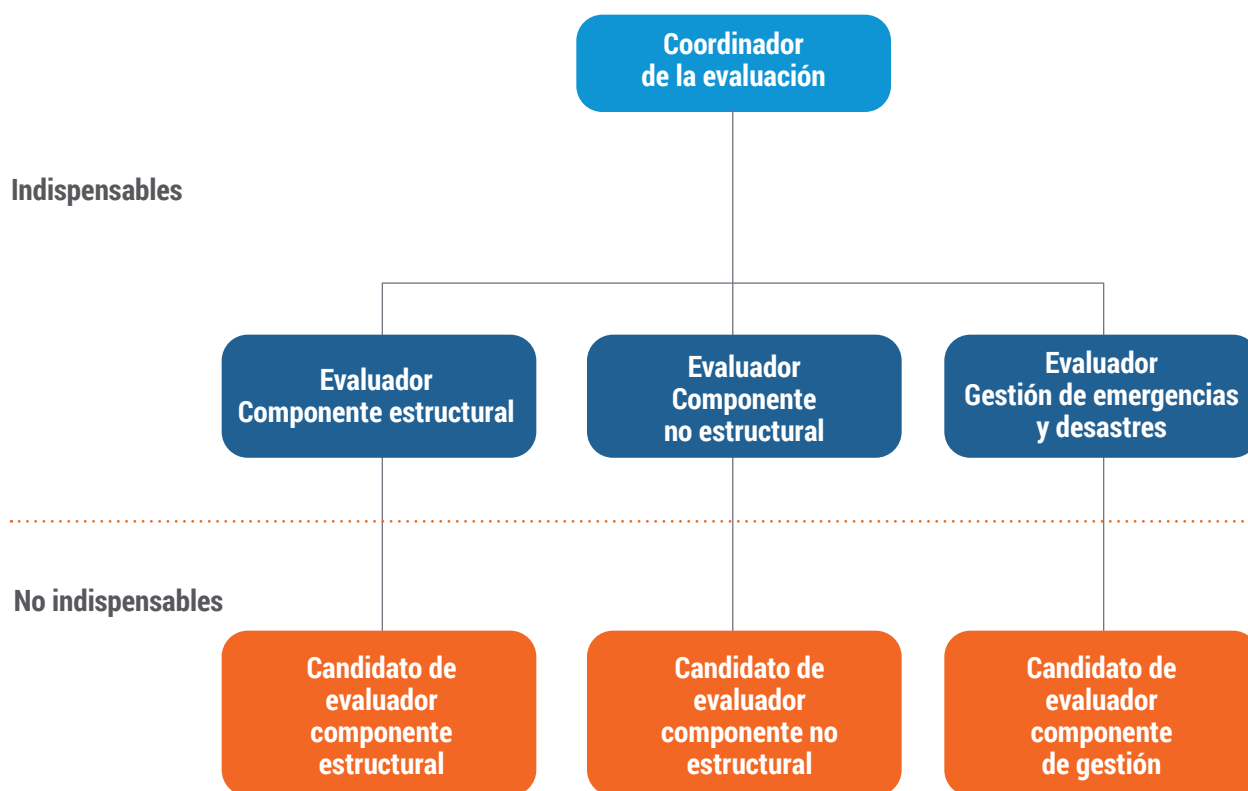 Coordinador
de la evaluación
Indispensables
Evaluador
Componente estructural
Evaluador
Componente
no estructural
Evaluador
Gestión de emergencias
y desastres
No indispensables
Candidato de
evaluador
componente
estructural
Candidato de
evaluador
componente no
estructural
Candidato de
evaluador
componente
de gestión